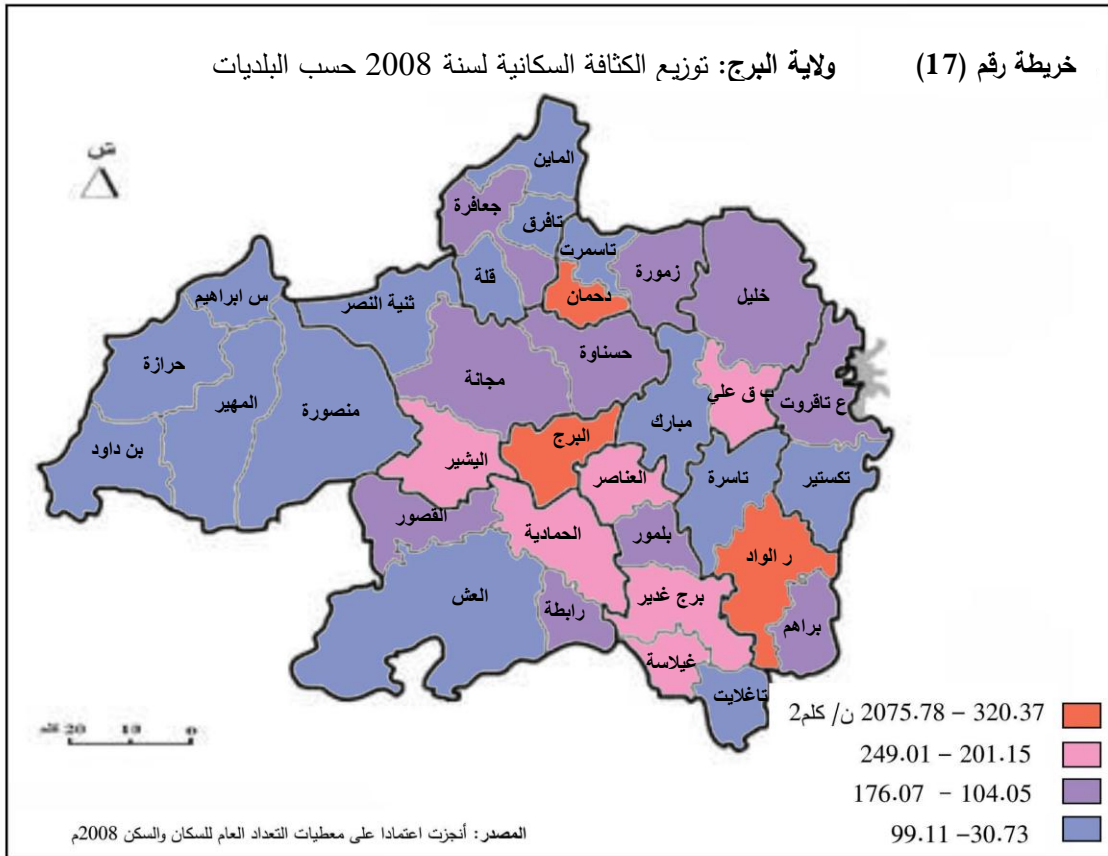 خريطة رقم (17) ولاية البرج: توزيع الكثافة السكانية لسنة 2008 حسب البلديات
ش
الماين
جعافرة
تافرق
تاسمرت
زمورة
خليل
قلة
دحمان
س ابراهيم
ثنية النصر
حسناوة
حرازة
مجانة
ب ق علي
ع تاقروت
المهير
منصورة
مبارك
البرج
بن داود
اليشير
العناصر
تاسرة
تكستير
القصور
الحمادية
بلمور
ر الواد
العش
رابطة
برج غدير
براهم
غيلاسة
تاغلايت
320.37 – 2075.78 ن/ كلم2
201.15 – 249.01
104.05 – 176.07
30.73– 99.11
0 10 20 كلم
المصدر: أنجزت اعتمادا على معطيات التعداد العام للسكان والسكن 2008م